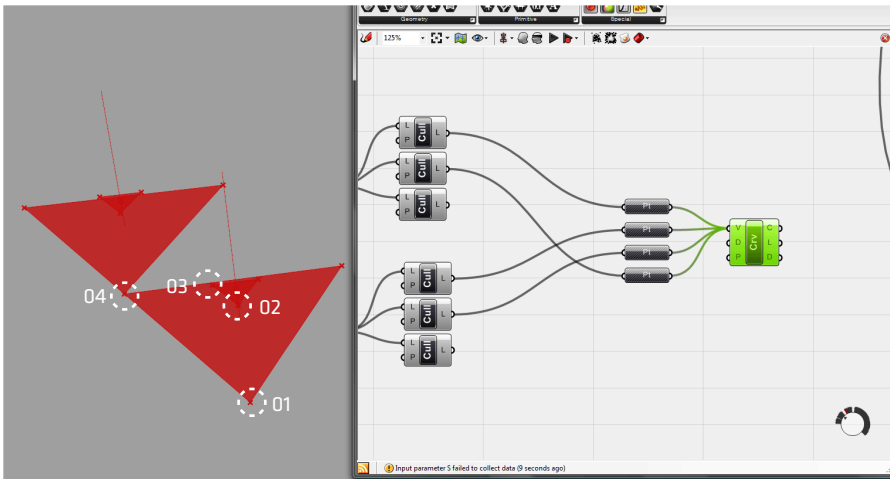 Geometry
Primitive
Special
125%
L
P
Cull
L
L
P
Cull
L
L
P
Cull
L
Pt
Pt
Pt
Pt
V
D
P
Crv
C
L
D
L
P
Cull
L
L
P
Cull
L
L
P
Cull
L
03
04
02
01
Input parameter S failed to collect data (9 seconds ago)